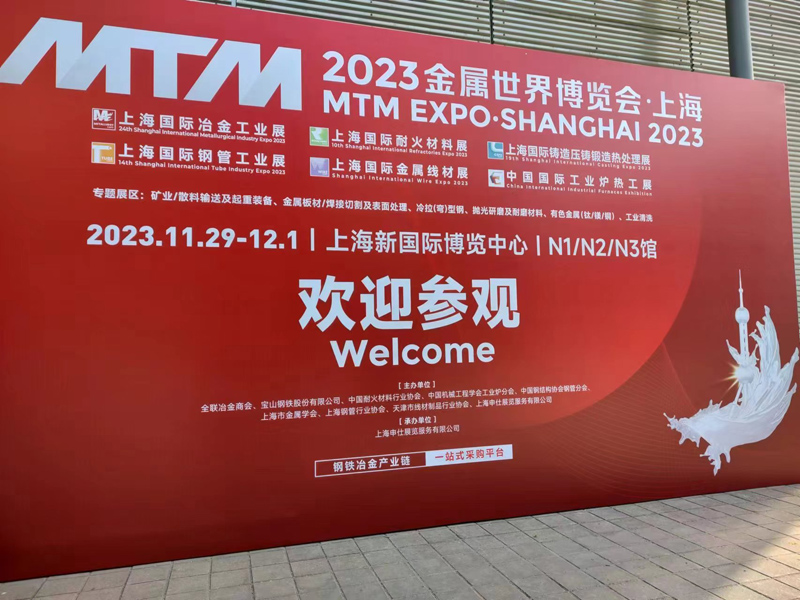 MTM
2023金属世界博览会·上海
MTM EXPO·SHANGHAI 2023
上海国际冶金工业展
24th Shanghai International Metallurgical Industry Expo 2023
上海国际耐火材料展
10th Shanghai International Refractories Expo 2023
上海国际铸造压铸锻造热处理展
18th Shanghai International Casting Expo 2023
上海国际钢管工业展
14th Shanghai International Tube Industry Expo 2023
上海国际金属线材展
Shanghai International Wire Expo 2023
中国国际工业炉热工展
China International Industrial Furnaces Exhibition
专题展区：矿业/散料输送及起重装备、金属板材/焊接切割及表面处理、冷拉(弯)型钢、抛光研磨及耐磨材料、有色金属(钛/镁/铜)、工业清洗
2023.11.29-12.1 | 上海新国际博览中心 | N1/N2/N3馆
欢迎参观
Welcome
【主办单位】
全联冶金商会、宝山钢铁股份有限公司、中国耐火材料行业协会、中国机械工程学会工业炉分会、中国钢结构协会钢管分会、
上海市金属学会、上海钢管行业协会、天津市线材制品行业协会、上海申仕展览服务有限公司
【承办单位】
上海申仕展览服务有限公司
钢铁冶金产业链 一站式采购平台